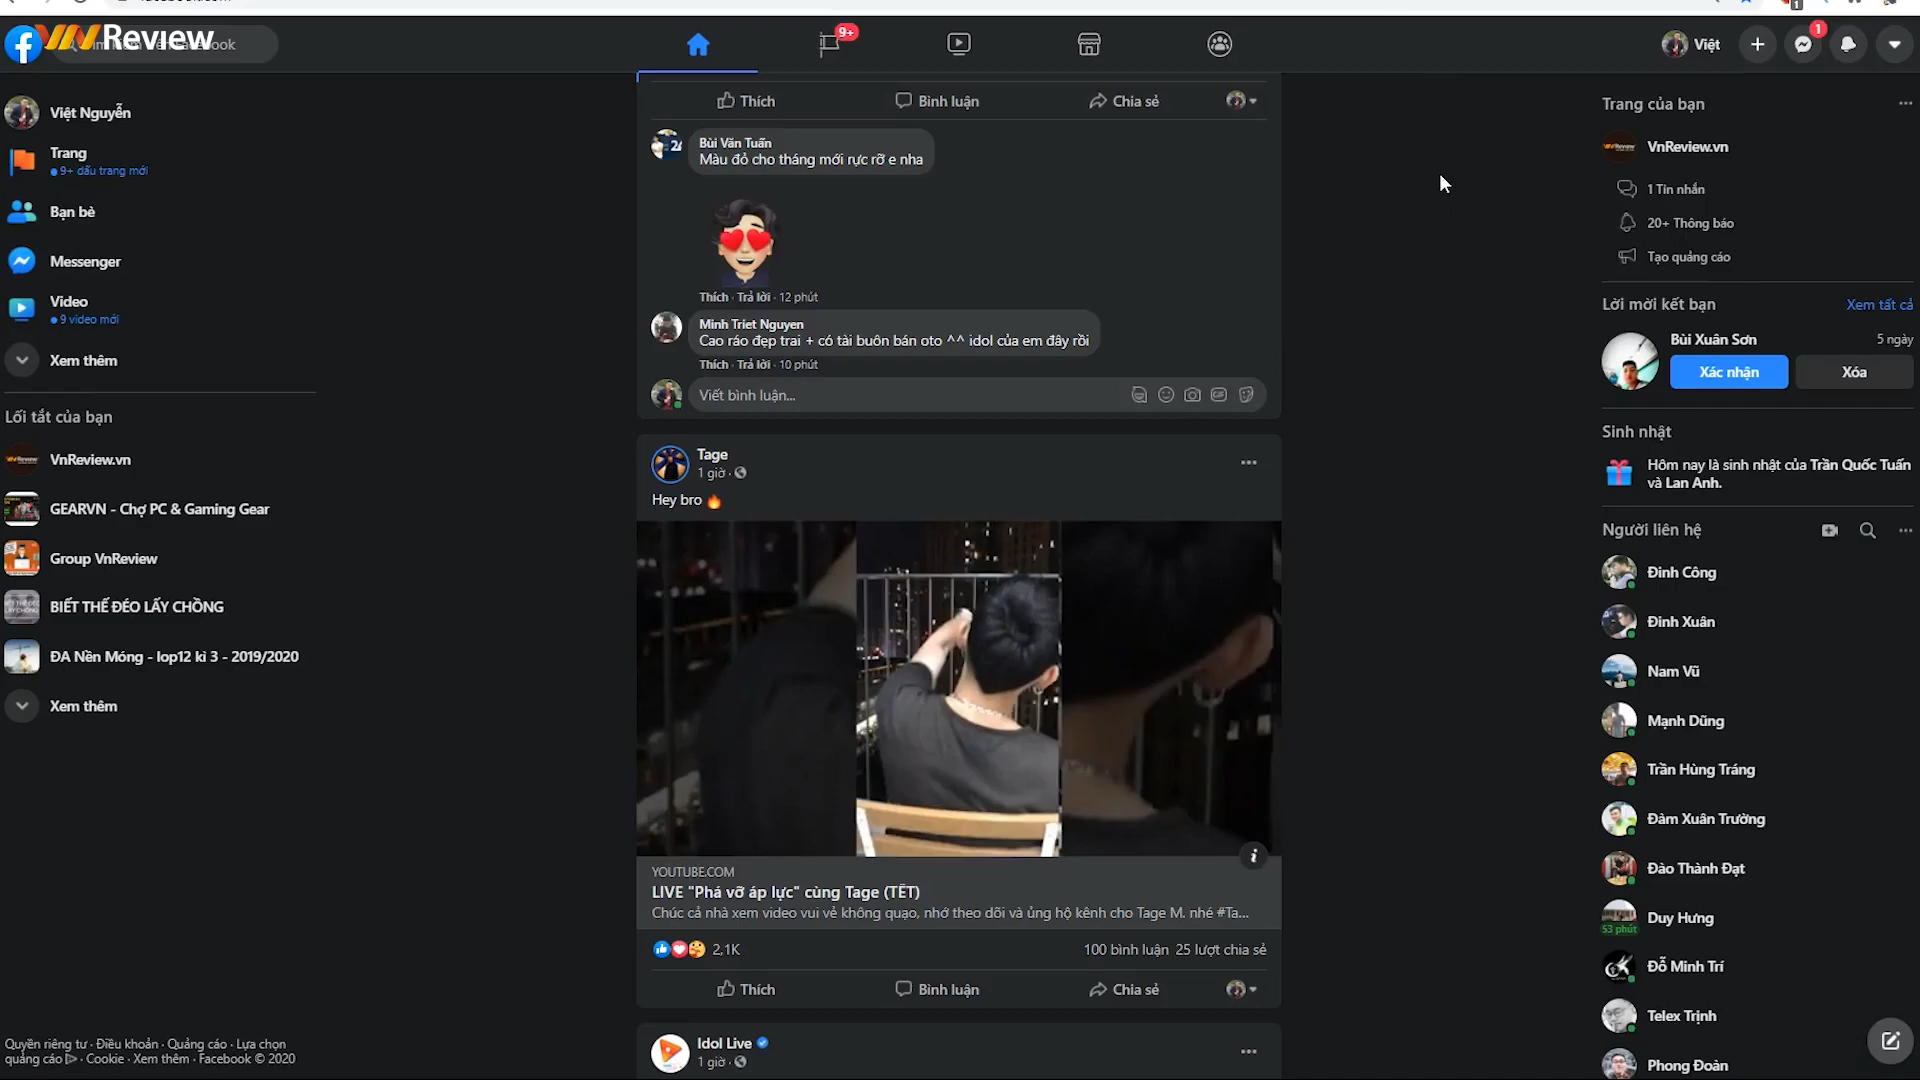 VNReview
9+
Việt
1
Việt Nguyễn
Trang
9+ dấu trang mới
Bạn bè
Messenger
Video
9 video mới
Xem thêm
Lối tắt của bạn
VnReview.vn
GEARVN - Chợ PC & Gaming Gear
Group VnReview
BIẾT THẾ ĐÉO LẤY CHỒNG
ĐA Nền Móng - lop12 kì 3 - 2019/2020
Xem thêm
Quyền riêng tư · Điều khoản · Quảng cáo · Lựa chọn
quảng cáo · Cookie · Xem thêm · Facebook © 2020
Thích Bình luận Chia sẻ
Bùi Văn Tuấn
Màu đỏ cho tháng mới rực rỡ e nha
Thích · Trả lời · 12 phút
Minh Triet Nguyen
Cao ráo đẹp trai + có tài buôn bán oto ^^ idol của em đây rồi
Thích · Trả lời · 10 phút
Viết bình luận...
Tage
1 giờ ·
Hey bro 🔥
YOUTUBE.COM
LIVE "Phá vỡ áp lực" cùng Tage (TẾT)
Chúc cả nhà xem video vui vẻ không quạo, nhớ theo dõi và ủng hộ kênh cho Tage M. nhé #Ta...
2,1K 100 bình luận 25 lượt chia sẻ
Thích Bình luận Chia sẻ
Idol Live
1 giờ ·
Trang của bạn
VnReview.vn
1 Tin nhắn
20+ Thông báo
Tạo quảng cáo
Lời mời kết bạn Xem tất cả
Bùi Xuân Sơn 5 ngày
Xác nhận Xóa
Sinh nhật
Hôm nay là sinh nhật của Trần Quốc Tuấn
và Lan Anh.
Người liên hệ
Đinh Công
Đinh Xuân
Nam Vũ
Mạnh Dũng
Trần Hùng Tráng
Đàm Xuân Trường
Đào Thành Đạt
Duy Hưng
53 phút
Đỗ Minh Trí
Telex Trịnh
Phong Đoàn